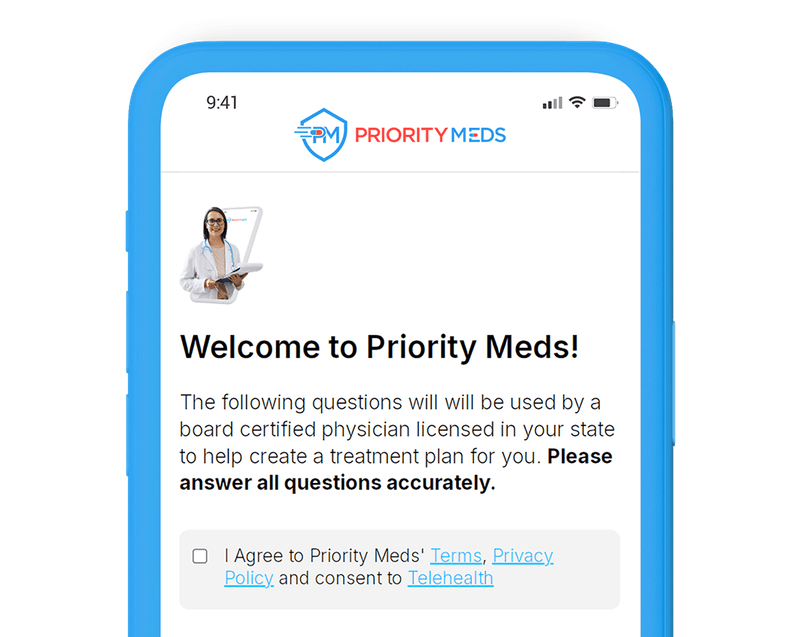 9:41
PM PRIORITY MEDS
Welcome to Priority Meds!
The following questions will will be used by a
board certified physician licensed in your state
to help create a treatment plan for you. Please
answer all questions accurately.
I Agree to Priority Meds' Terms, Privacy
Policy and consent to Telehealth